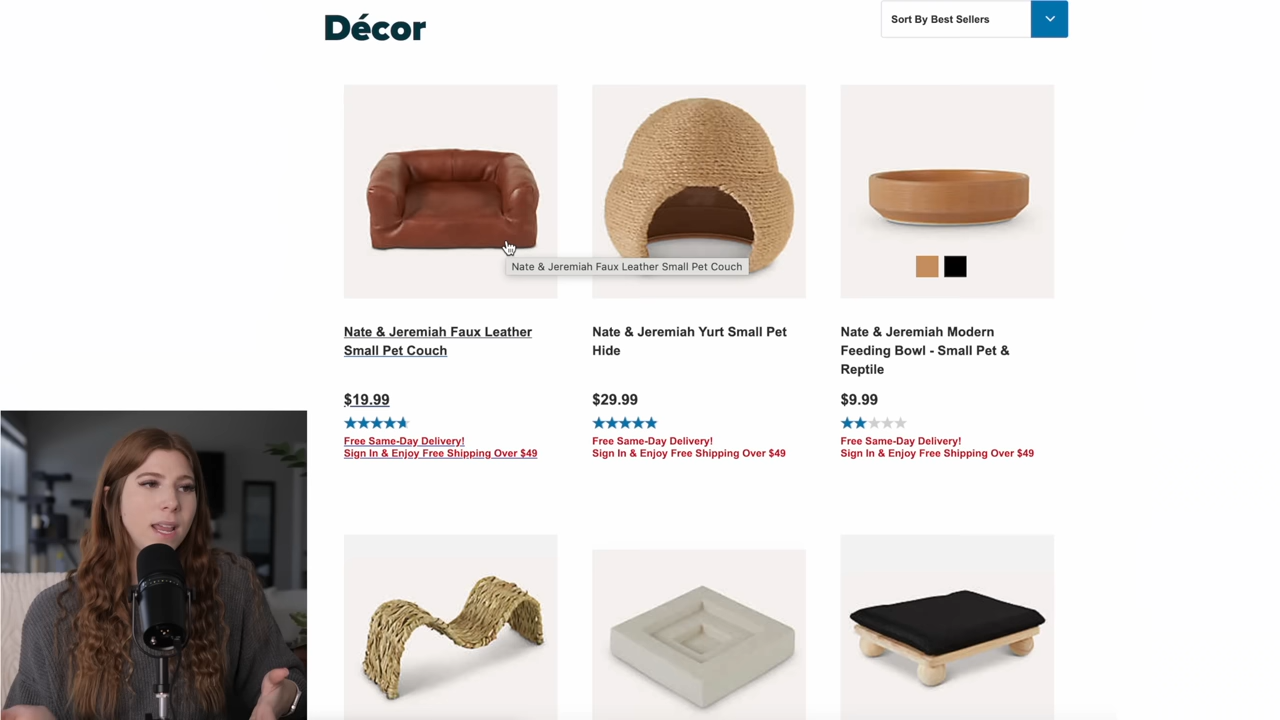 Décor
Sort By Best Sellers
Nate & Jeremiah Faux Leather Small Pet Couch
Nate & Jeremiah Faux Leather
Small Pet Couch
$19.99
Free Same-Day Delivery!
Sign In & Enjoy Free Shipping Over $49
Nate & Jeremiah Yurt Small Pet
Hide
$29.99
Free Same-Day Delivery!
Sign In & Enjoy Free Shipping Over $49
Nate & Jeremiah Modern
Feeding Bowl - Small Pet &
Reptile
$9.99
Free Same-Day Delivery!
Sign In & Enjoy Free Shipping Over $49